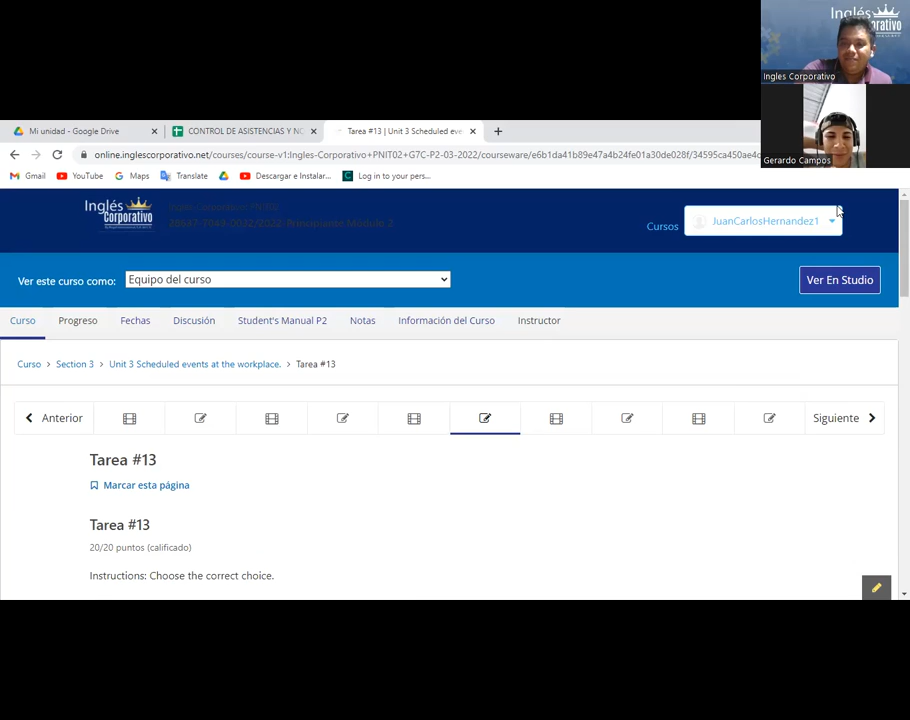 Inglés
Corporativo
Ingles Corporativo
Gerardo Campos
Mi unidad - Google Drive
CONTROL DE ASISTENCIAS Y NO
Tarea #13 | Unit 3 Scheduled eve
online.inglescorporativo.net/courses/course-v1:Ingles-Corporativo+PNIT02+G7C-P2-03-2022/courseware/e6b1da41b89e47a4b24fe01a30de028f/34595ca450ae4c
Gmail
YouTube
Maps
Translate
Descargar e Instalar...
Log in to your pers...
Inglés
Corporativo
Principiante Módulo 2
Cursos
JuanCarlosHernandez1
Ver este curso como:
Equipo del curso
Ver En Studio
Curso
Progreso
Fechas
Discusión
Student's Manual P2
Notas
Información del Curso
Instructor
Curso > Section 3 > Unit 3 Scheduled events at the workplace. > Tarea #13
Anterior
Siguiente
Tarea #13
Marcar esta página
Tarea #13
20/20 puntos (calificado)
Instructions: Choose the correct choice.